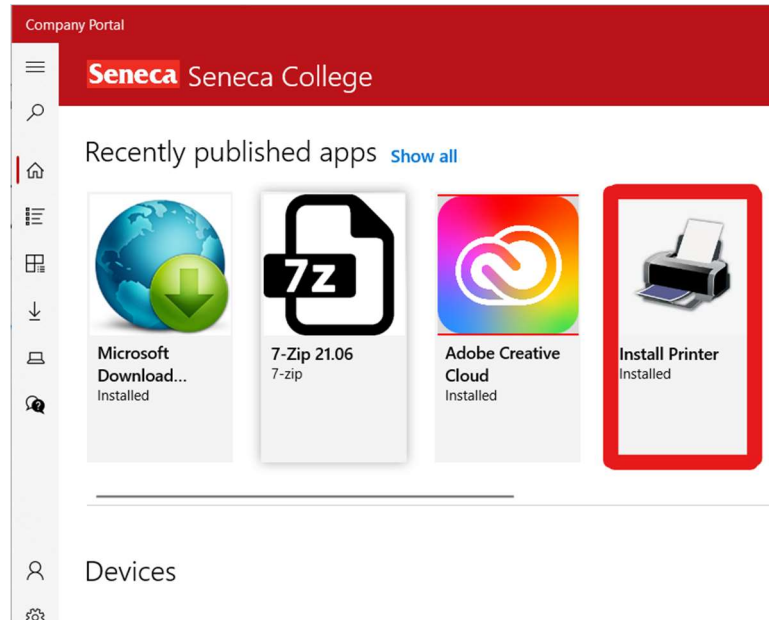 Company Portal
Seneca Seneca College
Recently published apps Show all
7z
Microsoft Download...
Installed
7-Zip 21.06
7-zip
Adobe Creative Cloud
Installed
Install Printer
Installed
Devices